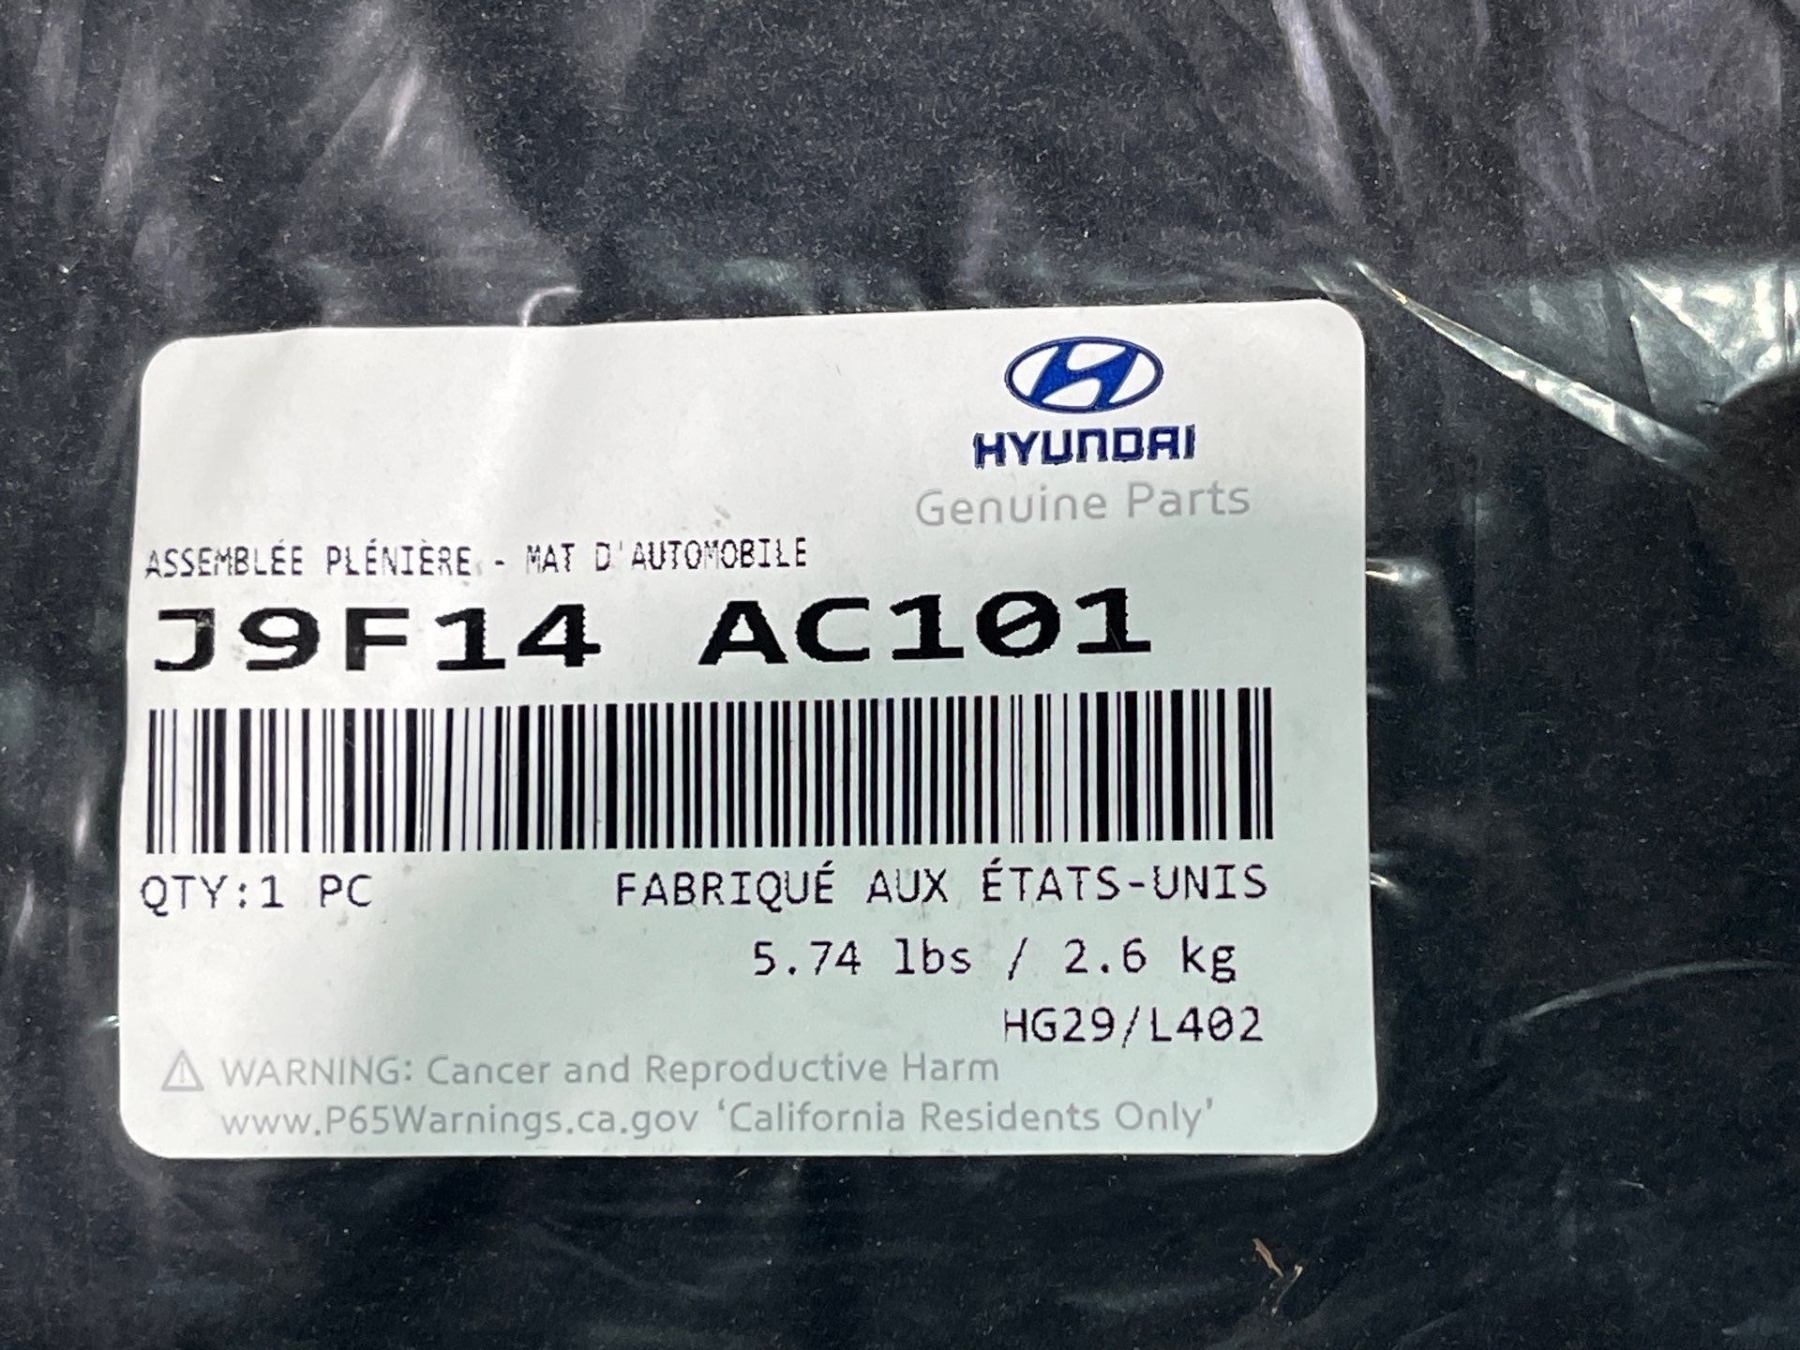 HYUNDAI
Genuine Parts
ASSEMBLÉE PLÉNIÈRE - MAT D'AUTOMOBILE
J9F14 AC101
QTY:1 PC
FABRIQUÉ AUX ÉTATS-UNIS
5.74 lbs / 2.6 kg
HG29/L402
WARNING: Cancer and Reproductive Harm
www.P65Warnings.ca.gov ‘California Residents Only’